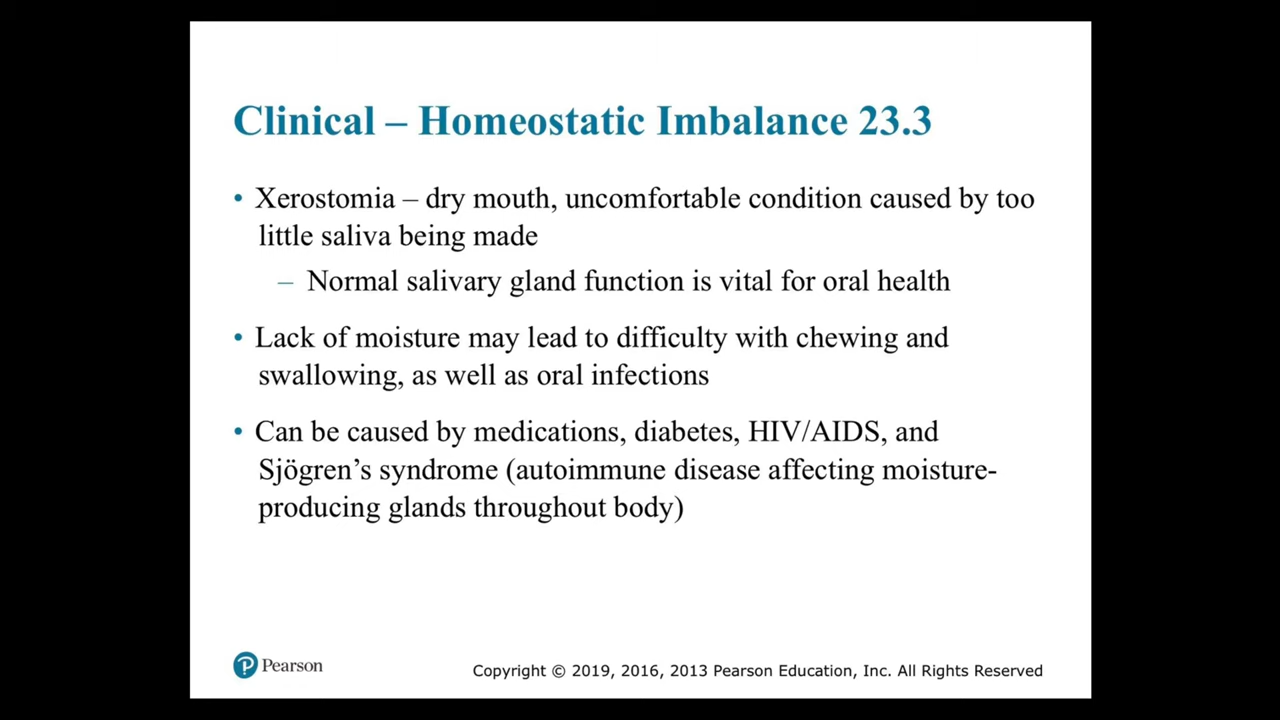 Clinical – Homeostatic Imbalance 23.3
• Xerostomia – dry mouth, uncomfortable condition caused by too
little saliva being made
– Normal salivary gland function is vital for oral health
• Lack of moisture may lead to difficulty with chewing and
swallowing, as well as oral infections
• Can be caused by medications, diabetes, HIV/AIDS, and
Sjögren’s syndrome (autoimmune disease affecting moisture-
producing glands throughout body)
P Pearson
Copyright © 2019, 2016, 2013 Pearson Education, Inc. All Rights Reserved